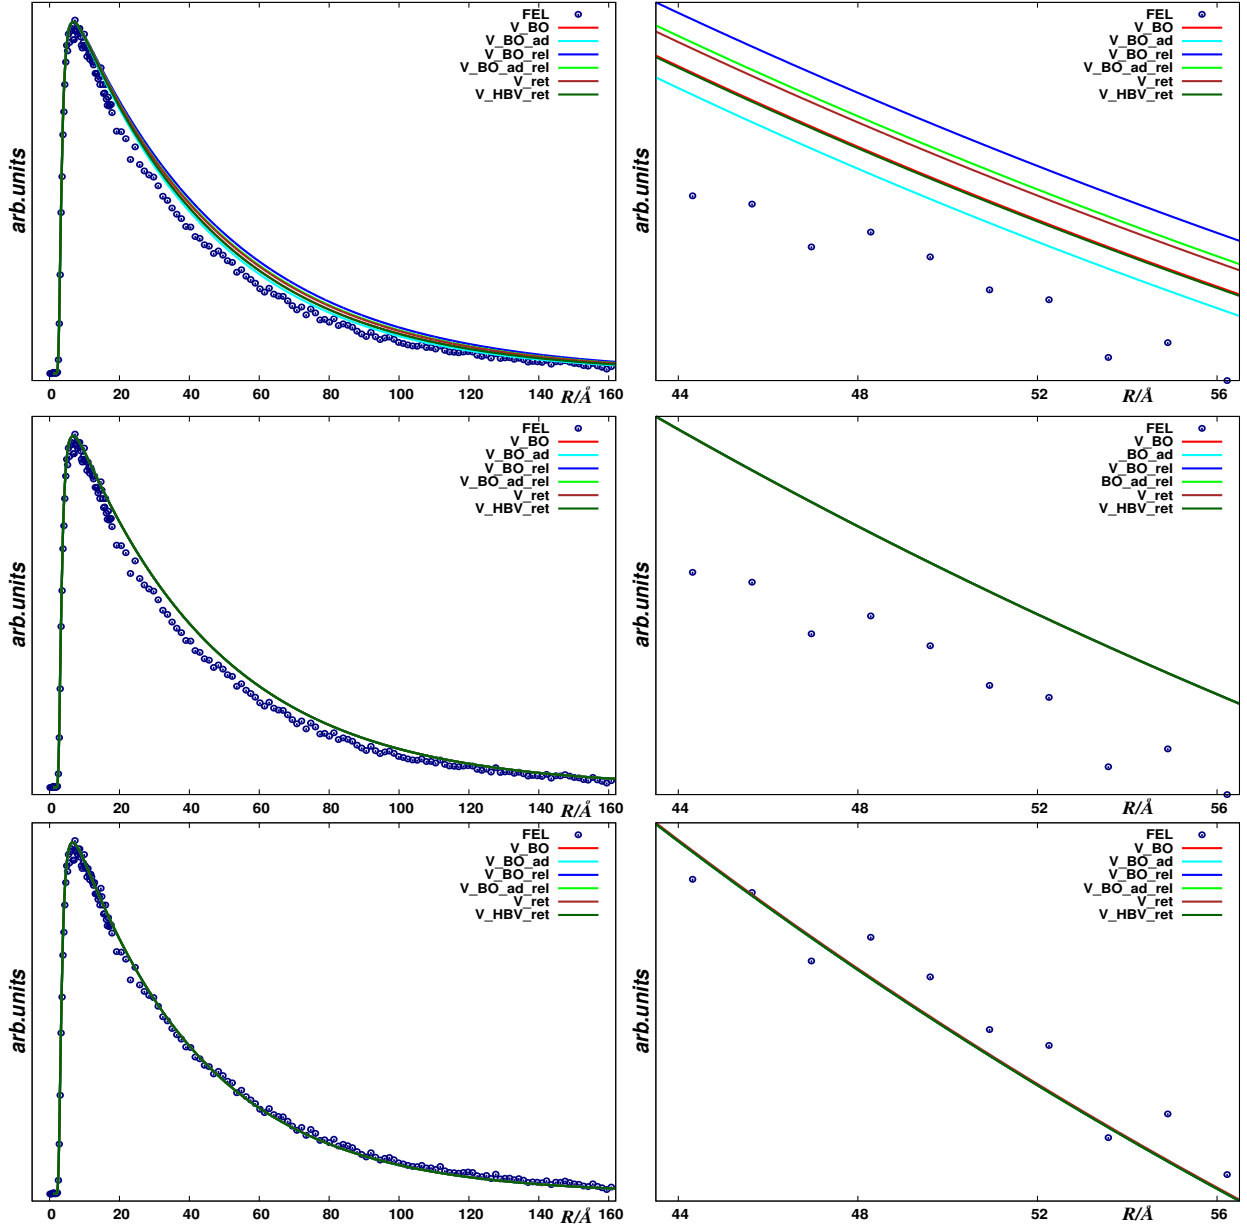 FEL
V_BO
V_BO_ad
V_BO_rel
V_BO_ad_rel
V_ret
V_HBV_ret
arb.units
0 20 40 60 80 100 120 140 160
R/Å
FEL
V_BO
V_BO_ad
V_BO_rel
V_BO_ad_rel
V_ret
V_HBV_ret
arb.units
44 48 52 56
R/Å
FEL
V_BO
V_BO_ad
V_BO_rel
V_BO_ad_rel
V_ret
V_HBV_ret
arb.units
0 20 40 60 80 100 120 140 160
R/Å
FEL
V_BO
_BO_ad
V_BO_rel
BO_ad_rel
V_ret
V_HBV_ret
arb.units
44 48 52 56
R/Å
FEL
V_BO
V_BO_ad
V_BO_rel
V_BO_ad_rel
V_ret
V_HBV_ret
arb.units
0 20 40 60 80 100 120 140 160
R/Å
FEL
V_BO
V_BO_ad
V_BO_rel
V_BO_ad_rel
V_ret
V_HBV_ret
arb.units
44 48 52 56
R/Å